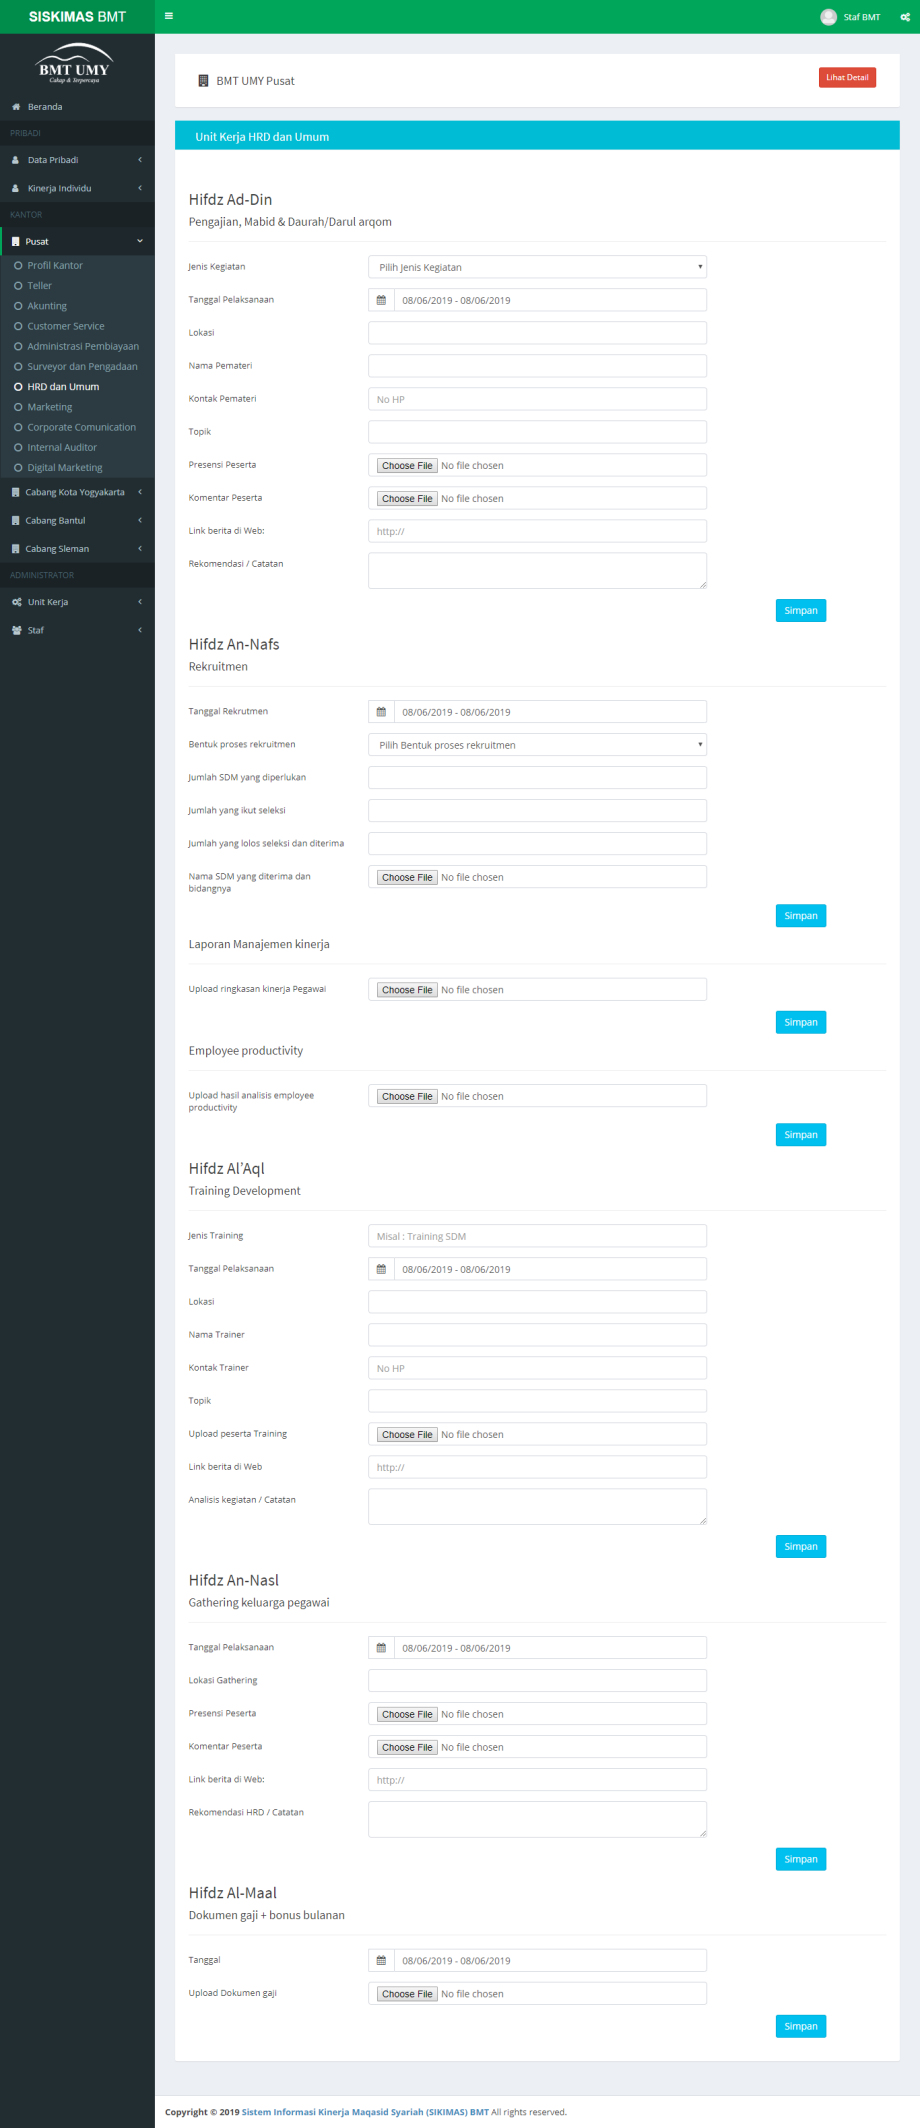 SISKIMAS BMT
Staf BMT
BMT UMY
Cakap & Terpercaya
Beranda
PRIBADI
Data Pribadi
Kinerja Individu
KANTOR
Pusat
Profil Kantor
Teller
Akunting
Customer Service
Administrasi Pembiayaan
Surveyor dan Pengadaan
HRD dan Umum
Marketing
Corporate Comunication
Internal Auditor
Digital Marketing
Cabang Kota Yogyakarta
Cabang Bantul
Cabang Sleman
ADMINISTRATOR
Unit Kerja
Staf
BMT UMY Pusat
Lihat Detail
Unit Kerja HRD dan Umum
Hifdz Ad-Din
Pengajian, Mabid & Daurah/Darul arqom
Jenis Kegiatan Pilih Jenis Kegiatan
Tanggal Pelaksanaan 08/06/2019 - 08/06/2019
Lokasi
Nama Pemateri
Kontak Pemateri No HP
Topik
Presensi Peserta Choose File No file chosen
Komentar Peserta Choose File No file chosen
Link berita di Web: http://
Rekomendasi / Catatan
Simpan
Hifdz An-Nafs
Rekruitmen
Tanggal Rekrutmen 08/06/2019 - 08/06/2019
Bentuk proses rekruitmen Pilih Bentuk proses rekruitmen
Jumlah SDM yang diperlukan
Jumlah yang ikut seleksi
Jumlah yang lolos seleksi dan diterima
Nama SDM yang diterima dan Choose File No file chosen
bidangnya
Simpan
Laporan Manajemen kinerja
Upload ringkasan kinerja Pegawai Choose File No file chosen
Simpan
Employee productivity
Upload hasil analisis employee Choose File No file chosen
productivity
Simpan
Hifdz Al'Aql
Training Development
Jenis Training Misal : Training SDM
Tanggal Pelaksanaan 08/06/2019 - 08/06/2019
Lokasi
Nama Trainer
Kontak Trainer No HP
Topik
Upload peserta Training Choose File No file chosen
Link berita di Web http://
Analisis kegiatan / Catatan
Simpan
Hifdz An-Nasl
Gathering keluarga pegawai
Tanggal Pelaksanaan 08/06/2019 - 08/06/2019
Lokasi Gathering
Presensi Peserta Choose File No file chosen
Komentar Peserta Choose File No file chosen
Link berita di Web: http://
Rekomendasi HRD / Catatan
Simpan
Hifdz Al-Maal
Dokumen gaji + bonus bulanan
Tanggal 08/06/2019 - 08/06/2019
Upload Dokumen gaji Choose File No file chosen
Simpan
Copyright © 2019 Sistem Informasi Kinerja Maqasid Syariah (SIKIMAS) BMT All rights reserved.